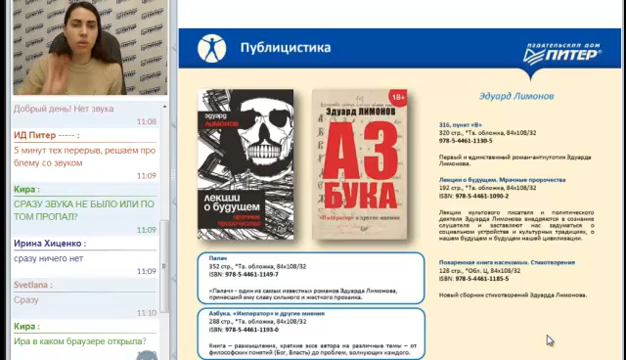 Добрый день! Нет звука
11:08
ИД Питер ----- :
5 минут тех перерыв, решаем про
блему со звуком
11:09
Кира :
СРАЗУ ЗВУКА НЕ БЫЛО ИЛИ ПО
ТОМ ПРОПАЛ?
11:09
Ирина Хиценко :
сразу ничего нет
11:09
Svetlana :
Сразу
11:10
Кира :
Ира в каком браузере открыла?
Публицистика
ИЗДАТЕЛЬСКИЙ ДОМ
ПИТЕР
эдуард
лимонов
лекции
о будущем
мрачные
пророчества
18+
Эдуард ЛИМОНОВ
АЗ
БУКА
«Император» и другие мнения
Палач
352 стр., *Тв. обложка, 84х108/32
ISBN: 978-5-4461-1149-7
«Палач» - один из самых известных романов Эдуарда Лимонова,
принесший ему славу сильного и жесткого прозаика.
Азбука. «Император» и другие мнения
288 стр., *Тв. обложка, 84х108/32
ISBN: 978-5-4461-1193-0
Книга – размышления, краткие эссе автора на различные темы – от
философских понятий (Бог, Власть) до проблем, волнующих каждого.
Эдуард Лимонов
316, пункт «В»
320 стр., *Тв. обложка, 84х108/32
978-5-4461-1130-5
Первый и единственный роман-антиутопия Эдуарда
Лимонова.
Лекции о будущем. Мрачные пророчества
192 стр., *Тв. обложка, 84х108/32
ISBN: 978-5-4461-1090-2
Лекции культового писателя и политического
деятеля Эдуарда Лимонова внедряются в сознание
слушателя и заставляют нас задуматься о
социальном устройстве и культурных традициях, о
нашем будущем и будущем нашей цивилизации.
Поваренная книга насекомых. Стихотворения
128 стр., *Обл. Ц, 84х108/32
ISBN: 978-5-4461-1185-5
Новый сборник стихотворений Эдуарда Лимонова.